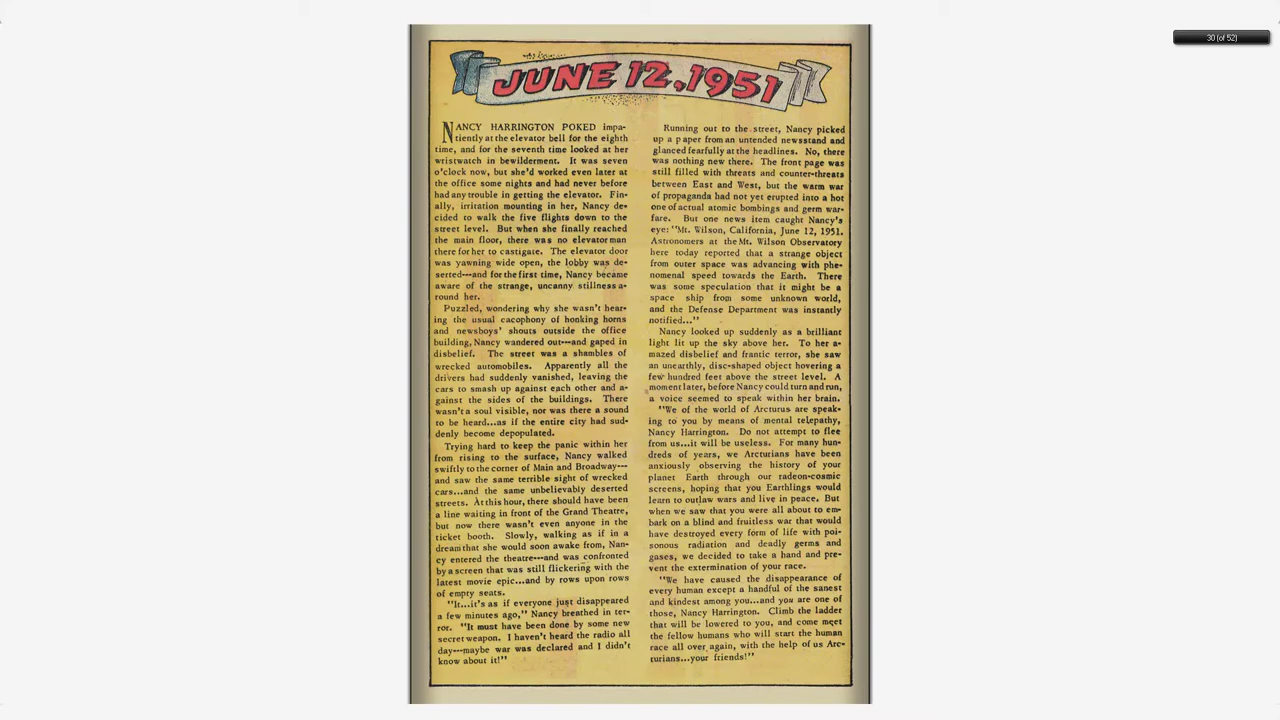 30 (of 52)
JUNE 12, 1951
NANCY HARRINGTON POKED impa-
tiently at the elevator bell for the eighth
time, and for the seventh time looked at her
wristwatch in bewilderment. It was seven
o'clock now, but she'd worked even later at
the office some nights and had never before
had any trouble in getting the elevator. Fin-
ally, irritation mounting in her, Nancy de-
cided to walk the five flights down to the
street level. But when she finally reached
the main floor, there was no elevator man
there for her to castigate. The elevator door
was yawning wide open, the lobby was de-
serted---and for the first time, Nancy became
aware of the strange, uncanny stillness a-
round her.
Puzzled, wondering why she wasn't hear-
ing the usual cacophony of honking horns
and newsboys' shouts outside the office
building, Nancy wandered out---and gaped in
disbelief. The street was a shambles of
wrecked automobiles. Apparently all the
drivers had suddenly vanished, leaving the
cars to smash up against each other and a-
gainst the sides of the buildings. There
wasn't a soul visible, nor was there a sound
to be heard...as if the entire city had sud-
denly become depopulated.
Trying hard to keep the panic within her
from rising to the surface, Nancy walked
swiftly to the corner of Main and Broadway---
and saw the same terrible sight of wrecked
cars...and the same unbelievably deserted
streets. At this hour, there should have been
a line waiting in front of the Grand Theatre,
but now there wasn't even anyone in the
ticket booth. Slowly, walking as if in a
dream that she would soon awake from, Nan-
cy entered the theatre---and was confronted
by a screen that was still flickering with the
latest movie epic...and by rows upon rows
of empty seats.
"It...it's as if everyone just disappeared
a few minutes ago," Nancy breathed in ter-
ror. "It must have been done by some new
secret weapon. I haven't heard the radio all
day---maybe war was declared and I didn't
know about it!"
Running out to the street, Nancy picked
up a paper from an untended newsstand and
glanced fearfully at the headlines. No, there
was nothing new there. The front page was
still filled with threats and counter-threats
between East and West, but the warm war
of propaganda had not yet erupted into a hot
one of actual atomic bombings and germ war-
fare. But one news item caught Nancy's
eye: "Mt. Wilson, California, June 12, 1951.
Astronomers at the Mt. Wilson Observatory
here today reported that a strange object
from outer space was advancing with phe-
nomenal speed towards the Earth. There
was some speculation that it might be a
space ship from some unknown world,
and the Defense Department was instantly
notified..."
Nancy looked up suddenly as a brilliant
light lit up the sky above her. To her a-
mazed disbelief and frantic terror, she saw
an unearthly, disc-shaped object hovering a
few hundred feet above the street level. A
moment later, before Nancy could turn and run,
a voice seemed to speak within her brain.
"We of the world of Arcturus are speak-
ing to you by means of mental telepathy,
Nancy Harrington. Do not attempt to flee
from us...it will be useless. For many hun-
dreds of years, we Arcturians have been
anxiously observing the history of your
planet Earth through our radeon-cosmic
screens, hoping that you Earthlings would
learn to outlaw wars and live in peace. But
when we saw that you were all about to em-
bark on a blind and fruitless war that would
have destroyed every form of life with poi-
sonous radiation and deadly germs and
gases, we decided to take a hand and pre-
vent the extermination of your race.
"We have caused the disappearance of
every human except a handful of the sanest
and kindest among you...and you are one of
those, Nancy Harrington. Climb the ladder
that will be lowered to you, and come meet
the fellow humans who will start the human
race all over again, with the help of us Arc-
turians...your friends!"